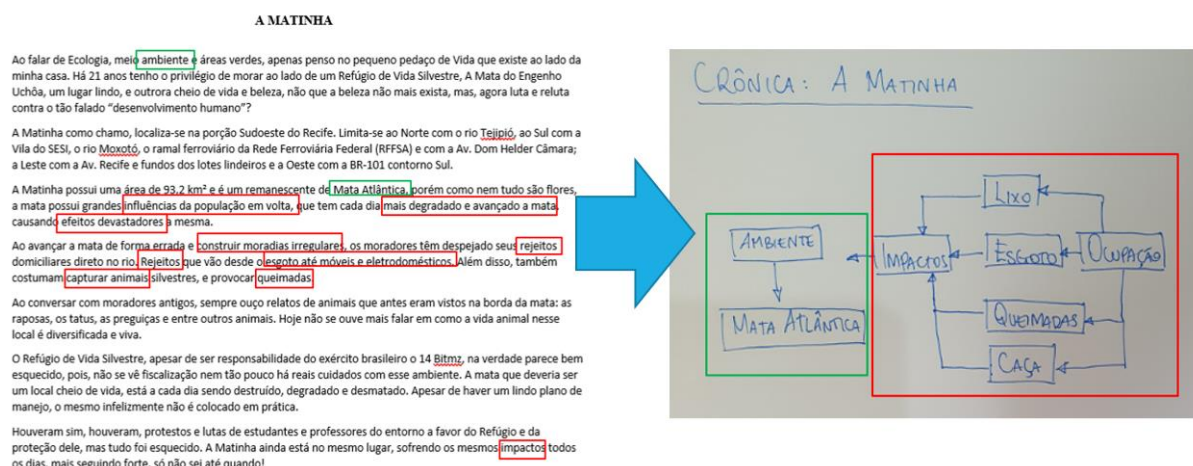 A MATINHA
Ao falar de Ecologia, meio ambiente e áreas verdes, apenas penso no pequeno pedaço de Vida que existe ao lado da
minha casa. Há 21 anos tenho o privilégio de morar ao lado de um Refúgio de Vida Silvestre, A Mata do Engenho
Uchôa, um lugar lindo, e outrora cheio de vida e beleza, não que a beleza não mais exista, mas, agora luta e reluta
contra o tão falado “desenvolvimento humano”?
A Matinha como chamo, localiza-se na porção Sudoeste do Recife. Limita-se ao Norte com o rio Tejipió, ao Sul com a
Vila do SESI, o rio Moxotó, o ramal ferroviário da Rede Ferroviária Federal (RFFSA) e com a Av. Dom Helder Câmara;
a Leste com a Av. Recife e fundos dos lotes lindeiros e a Oeste com a BR-101 contorno Sul.
A Matinha possui uma área de 93,2 km² e é um remanescente de Mata Atlântica, porém como nem tudo são flores,
a mata possui grandes influências da população em volta, que tem cada dia mais degradado e avançado a mata,
causando efeitos devastadores a mesma.
Ao avançar a mata de forma errada e construir moradias irregulares, os moradores têm despejado seus rejeitos
domiciliares direto no rio. Rejeitos que vão desde o esgoto até móveis e eletrodomésticos. Além disso, também
costumam capturar animais silvestres, e provocar queimadas.
Ao conversar com moradores antigos, sempre ouço relatos de animais que antes eram vistos na borda da mata: as
raposas, os tatus, as preguiças e entre outros animais. Hoje não se ouve mais falar em como a vida animal nesse
local é diversificada e viva.
O Refúgio de Vida Silvestre, apesar de ser responsabilidade do exército brasileiro o 14 Bitmz, na verdade parece bem
esquecido, pois, não se vê fiscalização nem tão pouco há reais cuidados com esse ambiente. A mata que deveria ser
um local cheio de vida, está a cada dia sendo destruído, degradado e desmatado. Apesar de haver um lindo plano de
manejo, o mesmo infelizmente não é colocado em prática.
Houveram sim, houveram, protestos e lutas de estudantes e professores do entorno a favor do Refúgio e da
proteção dele, mas tudo foi esquecido. A Matinha ainda está no mesmo lugar, sofrendo os mesmos impactos todos
os dias, mais seguindo forte, só não sei até quando!
CRÔNICA: A MATINHA
LIXO
AMBIENTE
IMPACTOS
ESGOTO
OCUPAÇÃO
MATA ATLÂNTICA
QUEIMADAS
CAÇA